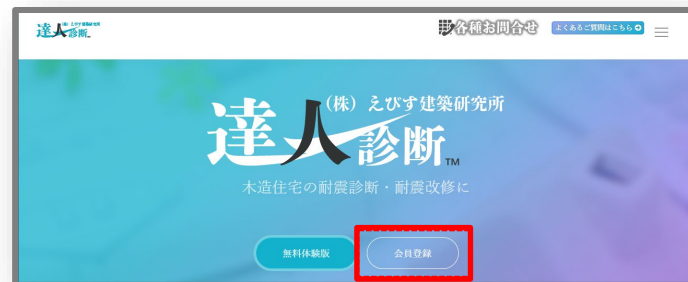 達人診断
各種お問合せ
よくあるご質問はこちら
(株) えびす建築研究所
達人診断™
木造住宅の耐震診断・耐震改修に
無料体験版
会員登録